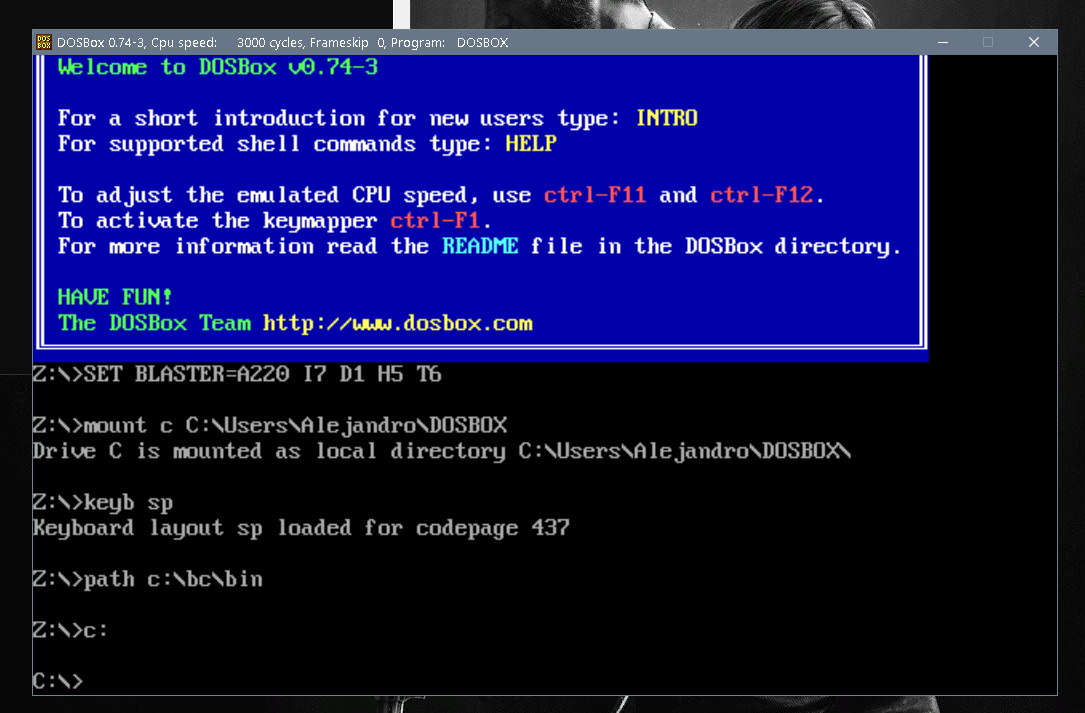 DOS BOX DOSBox 0.74-3, Cpu speed: 3000 cycles, Frameskip 0, Program: DOSBOX
Welcome to DOSBox v0.74-3
For a short introduction for new users type: INTRO
For supported shell commands type: HELP
To adjust the emulated CPU speed, use ctrl-F11 and ctrl-F12.
To activate the keymapper ctrl-F1.
For more information read the README file in the DOSBox directory.
HAVE FUN!
The DOSBox Team http://www.dosbox.com
Z:\>SET BLASTER=A220 I7 D1 H5 T6
Z:\>mount c C:\Users\Alejandro\DOSBOX
Drive C is mounted as local directory C:\Users\Alejandro\DOSBOX\
Z:\>keyb sp
Keyboard layout sp loaded for codepage 437
Z:\>path c:\bc\bin
Z:\>c:
C:\>